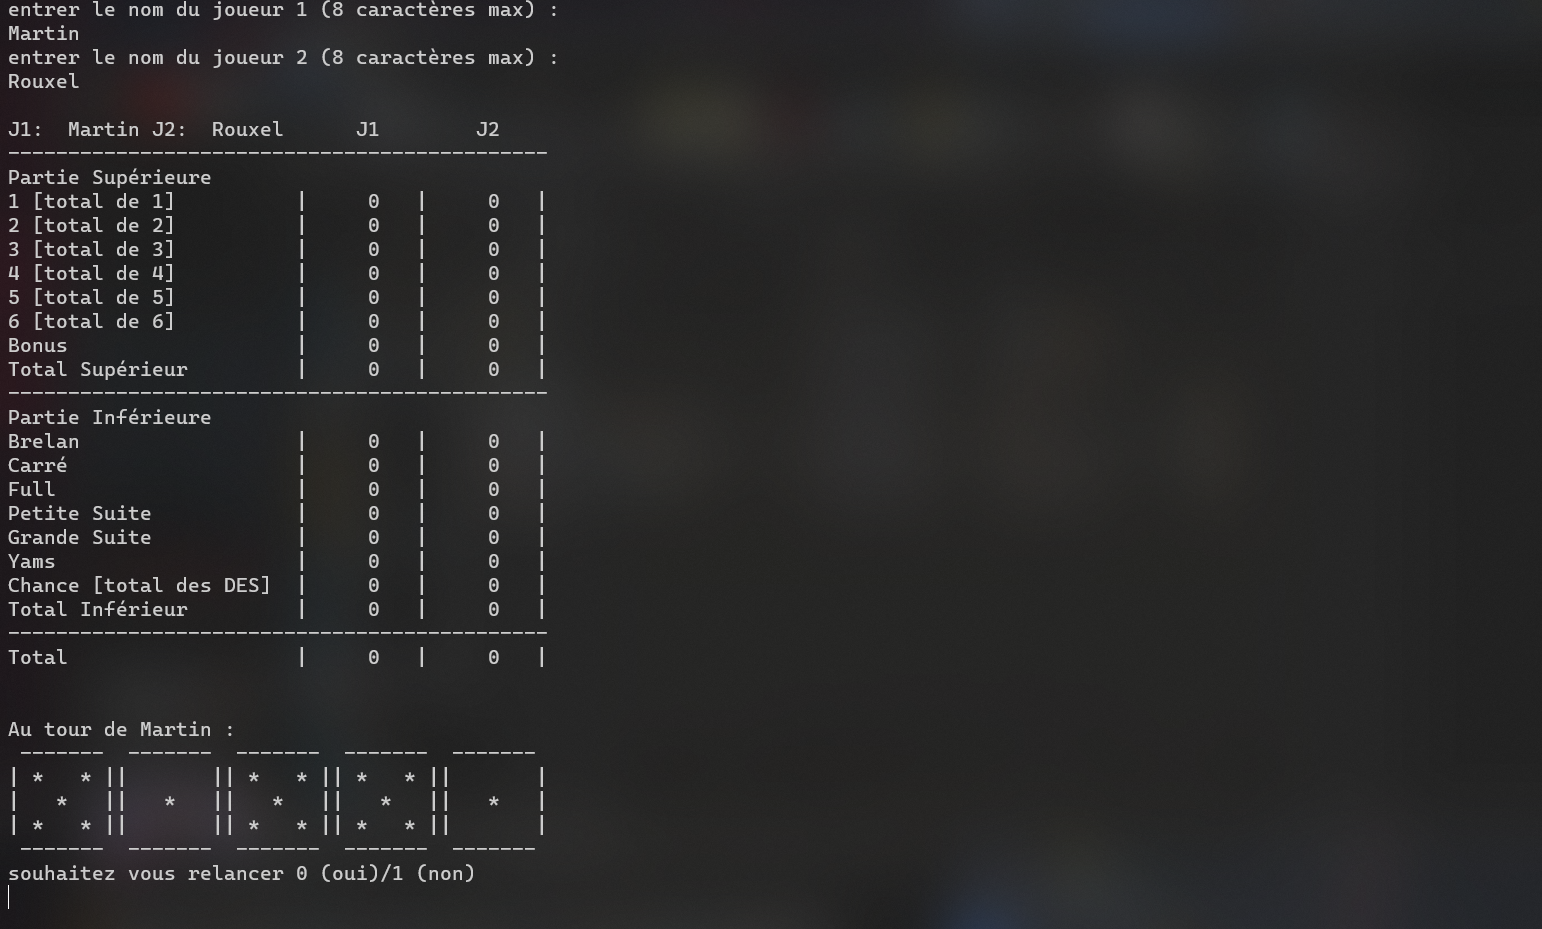 entrer le nom du joueur 1 (8 caractères max) :
Martin
entrer le nom du joueur 2 (8 caractères max) :
Rouxel
J1:  Martin J2:  Rouxel      J1        J2
---------------------------------------------
Partie Supérieure
1 [total de 1]          |     0   |     0   |
2 [total de 2]          |     0   |     0   |
3 [total de 3]          |     0   |     0   |
4 [total de 4]          |     0   |     0   |
5 [total de 5]          |     0   |     0   |
6 [total de 6]          |     0   |     0   |
Bonus                   |     0   |     0   |
Total Supérieur         |     0   |     0   |
---------------------------------------------
Partie Inférieure
Brelan                  |     0   |     0   |
Carré                   |     0   |     0   |
Full                    |     0   |     0   |
Petite Suite            |     0   |     0   |
Grande Suite            |     0   |     0   |
Yams                    |     0   |     0   |
Chance [total des DES]  |     0   |     0   |
Total Inférieur         |     0   |     0   |
---------------------------------------------
Total                   |     0   |     0   |
Au tour de Martin :
 -------  -------  -------  -------  -------
| *   * ||       || *   * || *   * ||       |
|   *   ||   *   ||   *   ||   *   ||   *   |
| *   * ||       || *   * || *   * ||       |
 -------  -------  -------  -------  -------
souhaitez vous relancer 0 (oui)/1 (non)